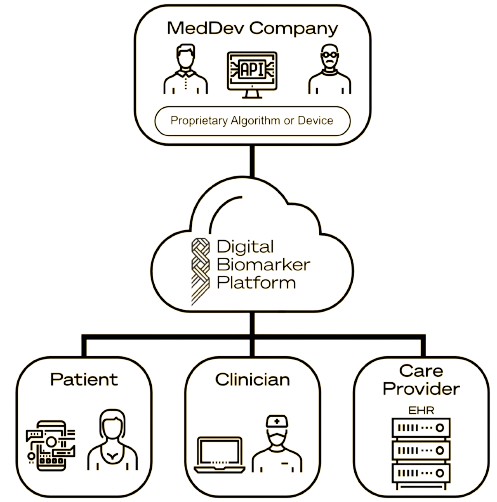 MedDev Company
API
Proprietary Algorithm or Device
Digital
Biomarker
Platform
Patient
Clinician
Care
Provider
EHR